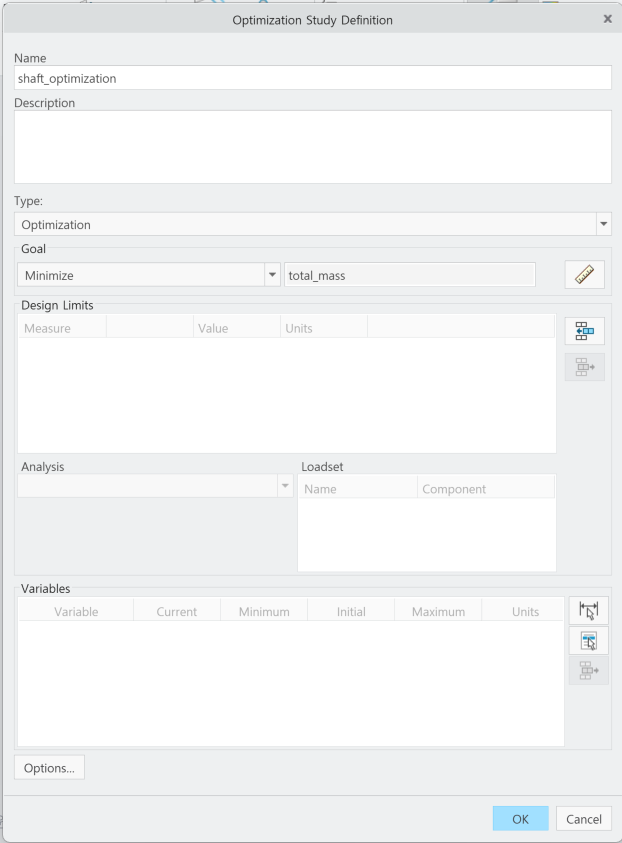 Optimization Study Definition x
Name
shaft_optimization
Description
Type:
Optimization
Goal
Minimize total_mass
Design Limits
Measure Value Units
Analysis Loadset
Name Component
Variables
Variable Current Minimum Initial Maximum Units
Options...
OK Cancel